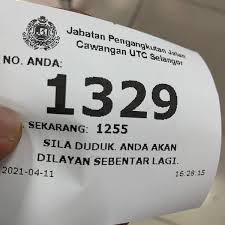 Jabatan Pengangkutan Jalan
Cawangan UTC Selangor
NO. ANDA:
1329
SEKARANG: 1255
SILA DUDUK. ANDA AKAN
DILAYAN SEBENTAR LAGI.
2021-04-11 16:28:15